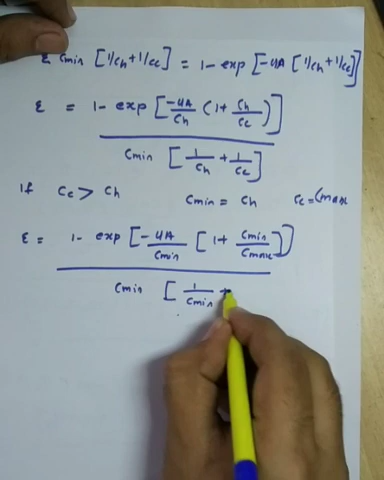 ε Cmin [1/Ch+1/Cc] = 1-exp[-UA [1/Ch+1/Cc]]
ε = 1-exp[-UA/Ch (1+Ch/Cc)]
Cmin [1/Ch+1/Cc]
If Cc > Ch Cmin = Ch Cc=Cmax
ε = 1-exp[-UA/Cmin [1+Cmin/Cmax]]
Cmin [1/Cmin +